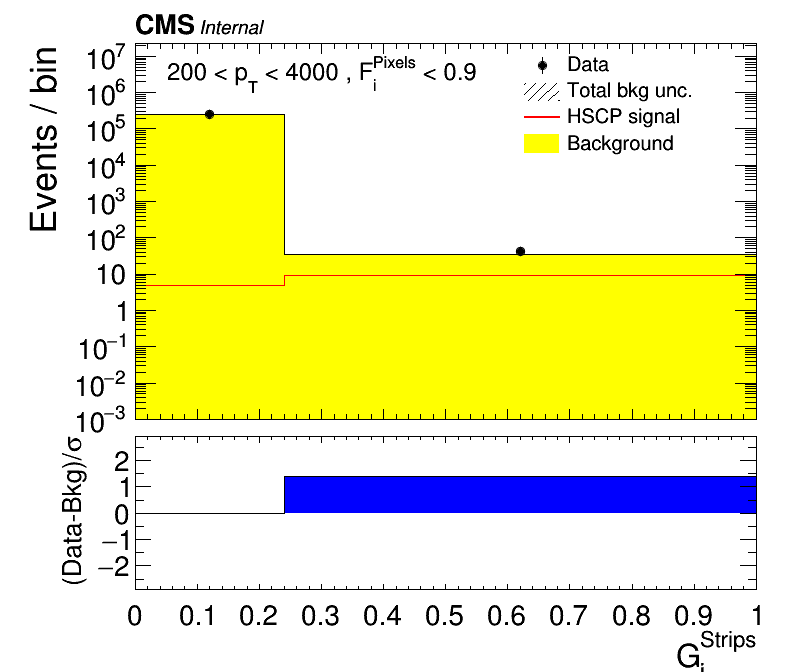 CMS Internal
Events / bin
10^7
10^6
10^5
10^4
10^3
10^2
10
1
10^−1
10^−2
10^−3
200 < p_T < 4000 , F_i^Pixels < 0.9
Data
Total bkg unc.
HSCP signal
Background
(Data-Bkg)/σ
2
1
0
−1
−2
0 0.1 0.2 0.3 0.4 0.5 0.6 0.7 0.8 0.9 1
G_i^Strips